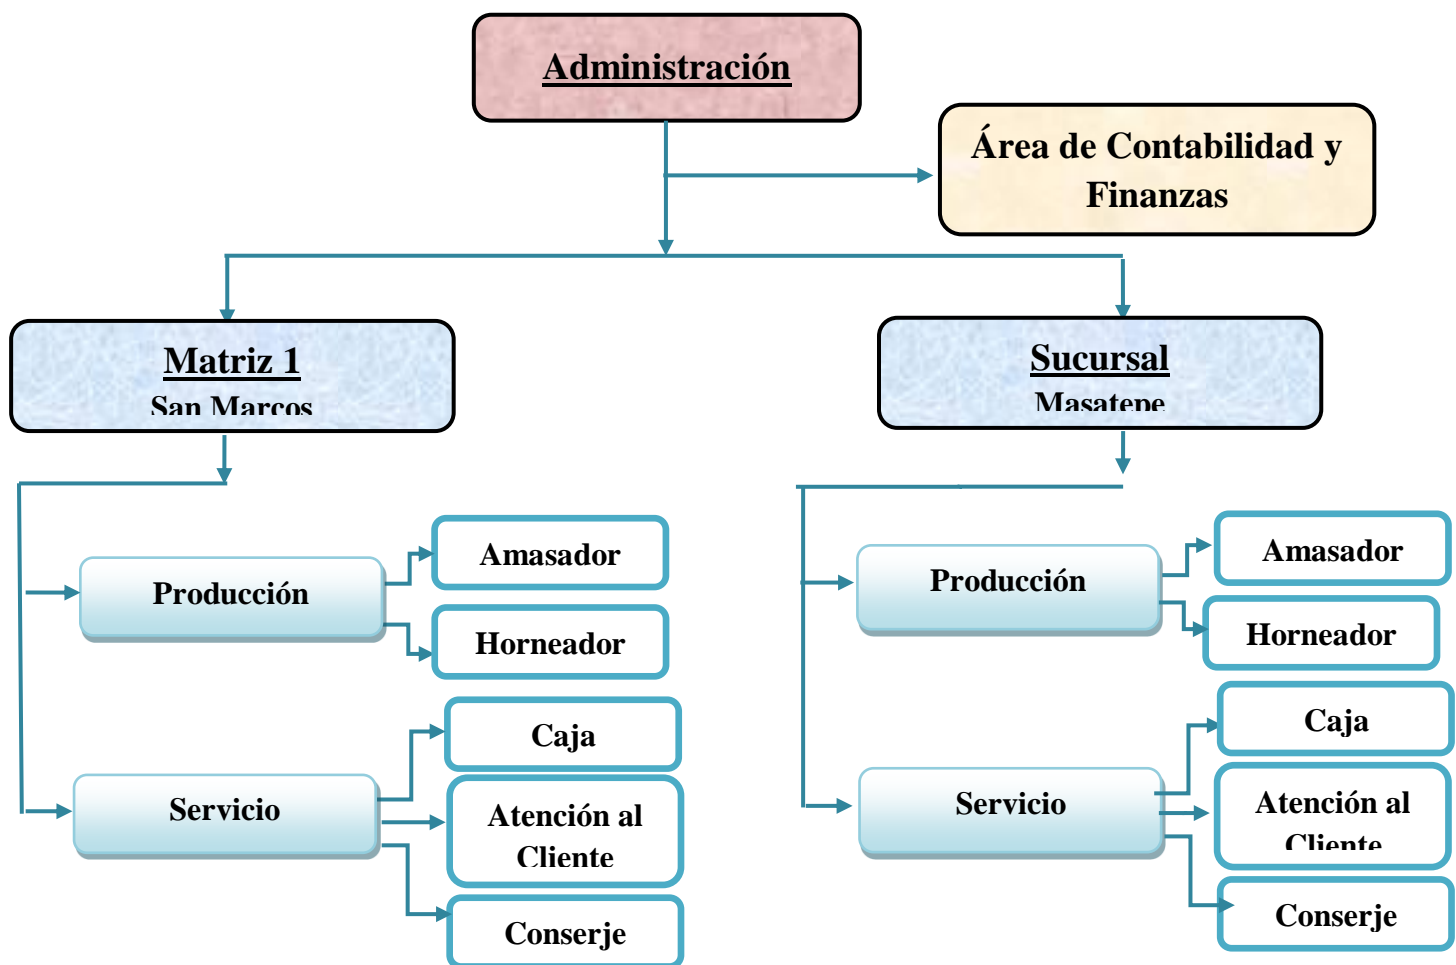 Administración
Área de Contabilidad y
Finanzas
Matriz 1
San Marcos
Sucursal
Masatepe
Producción
Amasador
Horneador
Servicio
Caja
Atención al
Cliente
Conserje
Producción
Amasador
Horneador
Servicio
Caja
Atención al
Cliente
Conserje